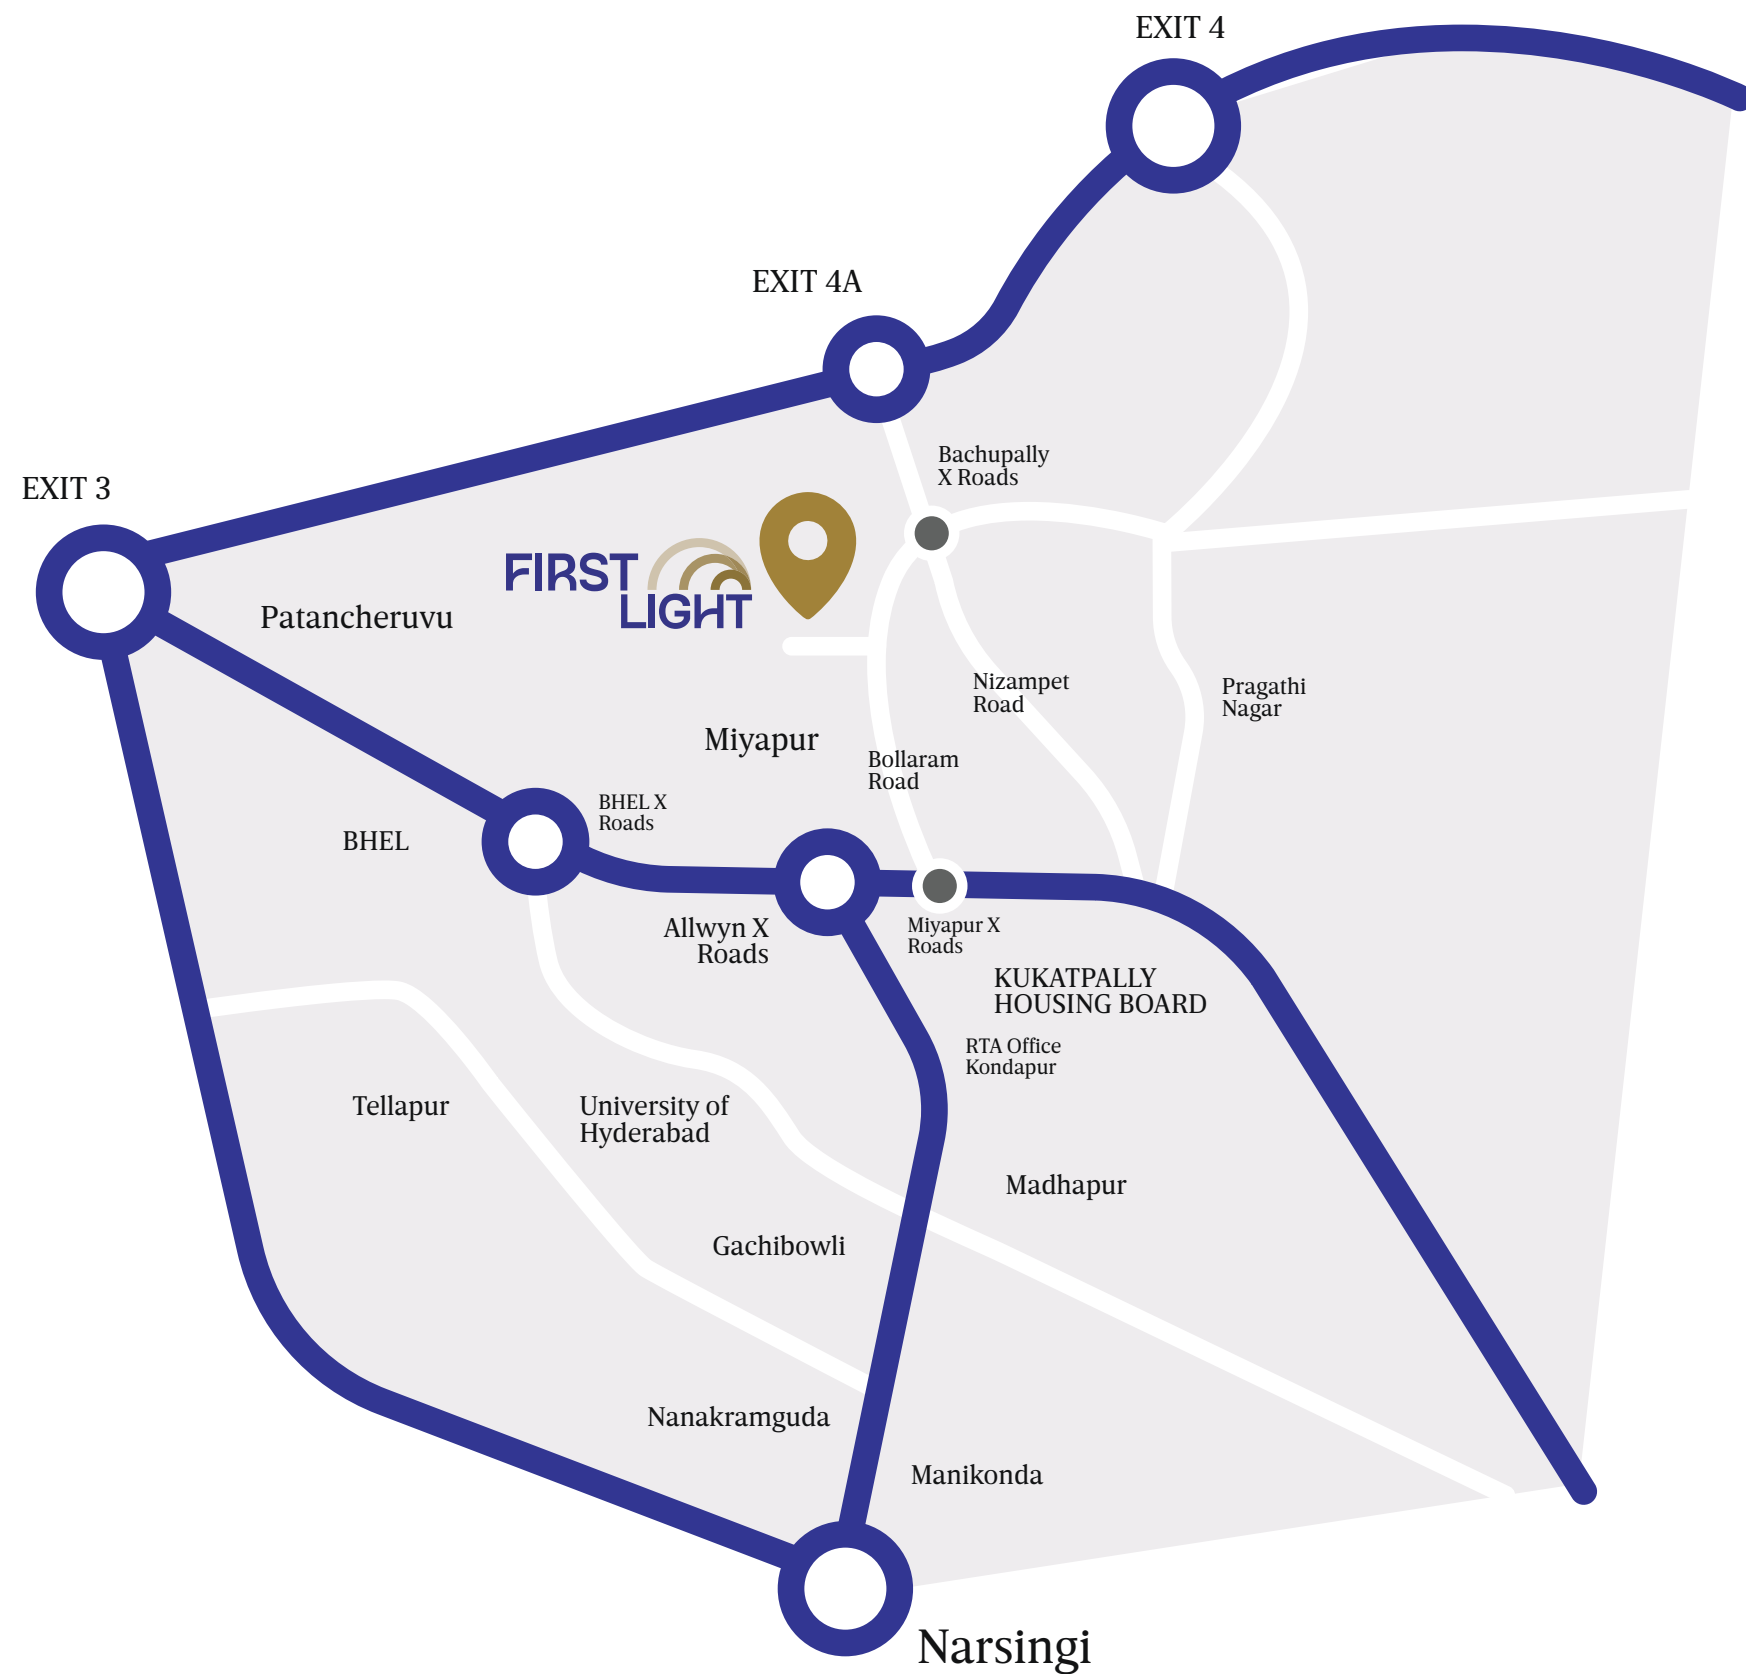 EXIT 4
EXIT 4A
Bachupally
X Roads
EXIT 3
FIRST
LIGHT
Patancheruvu
Nizampet
Road
Pragathi
Nagar
Miyapur
Bollaram
Road
BHEL X
Roads
BHEL
Allwyn X
Roads
Miyapur X
Roads
KUKATPALLY
HOUSING BOARD
RTA Office
Kondapur
Tellapur
University of
Hyderabad
Madhapur
Gachibowli
Nanakramguda
Manikonda
Narsingi